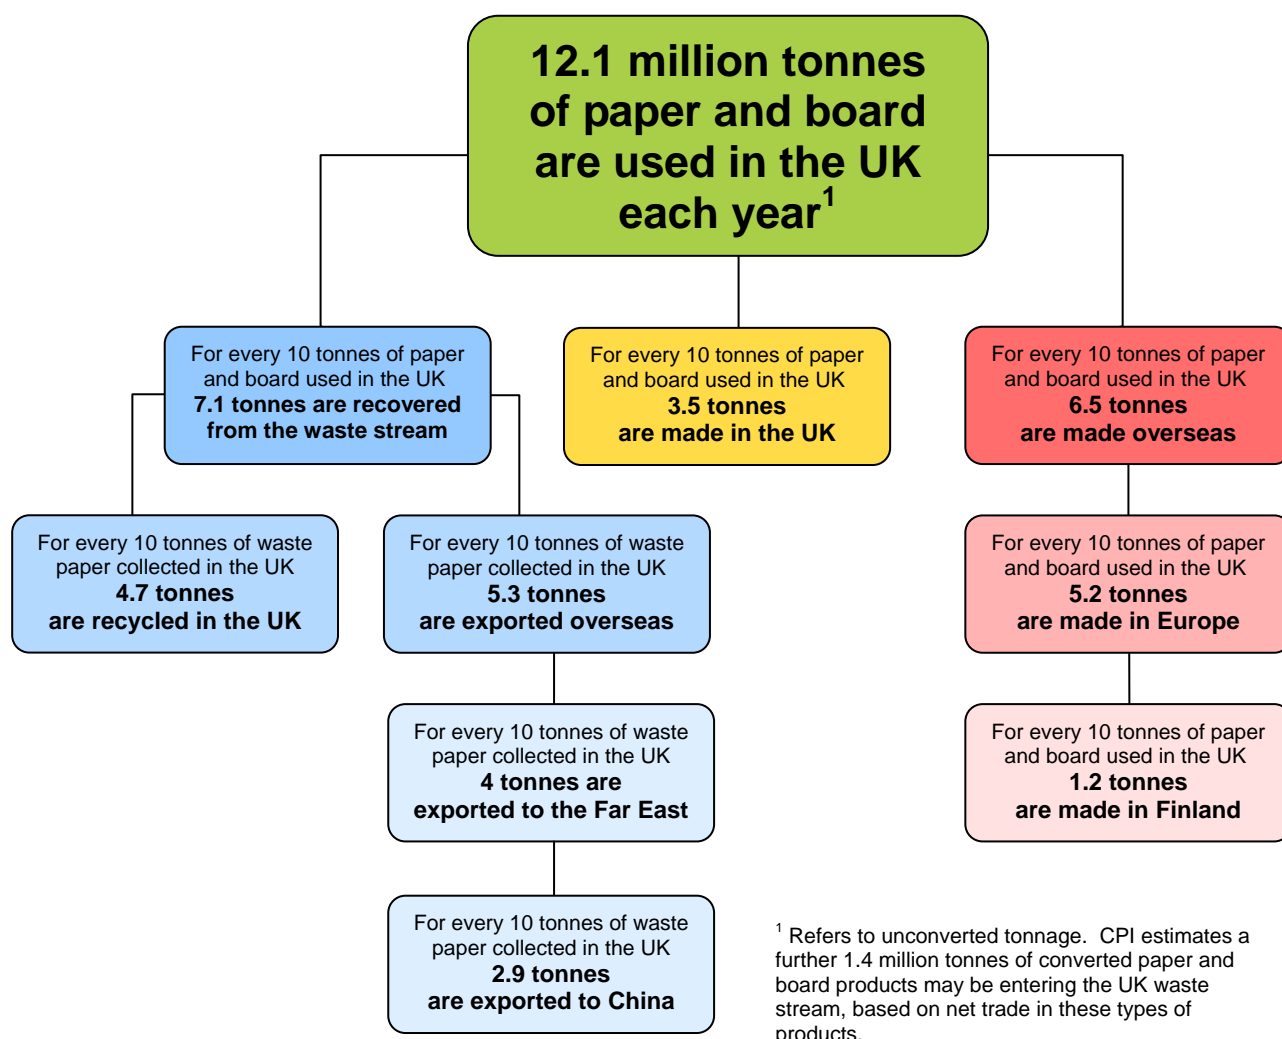 12.1 million tonnes
of paper and board
are used in the UK
each year1
For every 10 tonnes of paper
and board used in the UK
7.1 tonnes are recovered
from the waste stream
For every 10 tonnes of paper
and board used in the UK
3.5 tonnes
are made in the UK
For every 10 tonnes of paper
and board used in the UK
6.5 tonnes
are made overseas
For every 10 tonnes of waste
paper collected in the UK
4.7 tonnes
are recycled in the UK
For every 10 tonnes of waste
paper collected in the UK
5.3 tonnes
are exported overseas
For every 10 tonnes of paper
and board used in the UK
5.2 tonnes
are made in Europe
For every 10 tonnes of waste
paper collected in the UK
4 tonnes are
exported to the Far East
For every 10 tonnes of paper
and board used in the UK
1.2 tonnes
are made in Finland
For every 10 tonnes of waste
paper collected in the UK
2.9 tonnes
are exported to China
1 Refers to unconverted tonnage. CPI estimates a
further 1.4 million tonnes of converted paper and
board products may be entering the UK waste
stream, based on net trade in these types of
products.